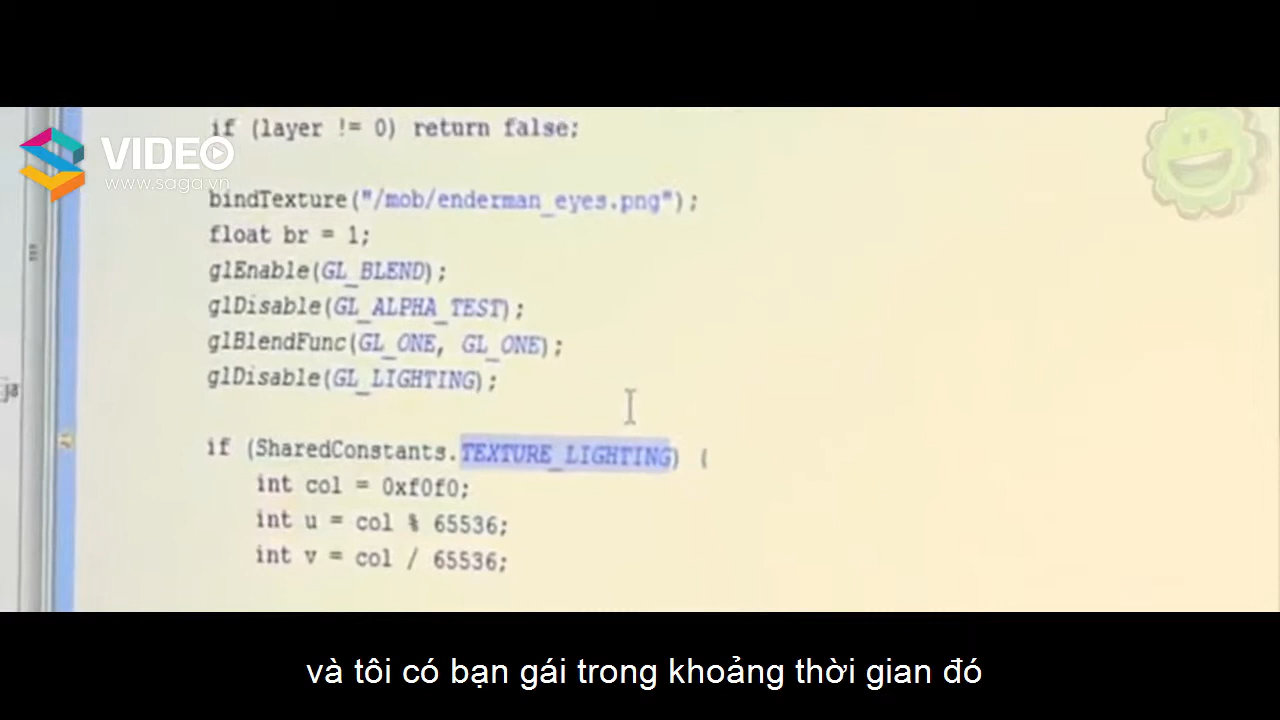 if (layer != 0) return false;
VIDEO
www.saga.vn
bindTexture("/mob/enderman_eyes.png");
float br = 1;
glEnable(GL_BLEND);
glDisable(GL_ALPHA_TEST);
glBlendFunc(GL_ONE, GL_ONE);
glDisable(GL_LIGHTING);
if (SharedConstants.TEXTURE_LIGHTING) {
int col = 0xf0f0;
int u = col % 65536;
int v = col / 65536;
và tôi có bạn gái trong khoảng thời gian đó